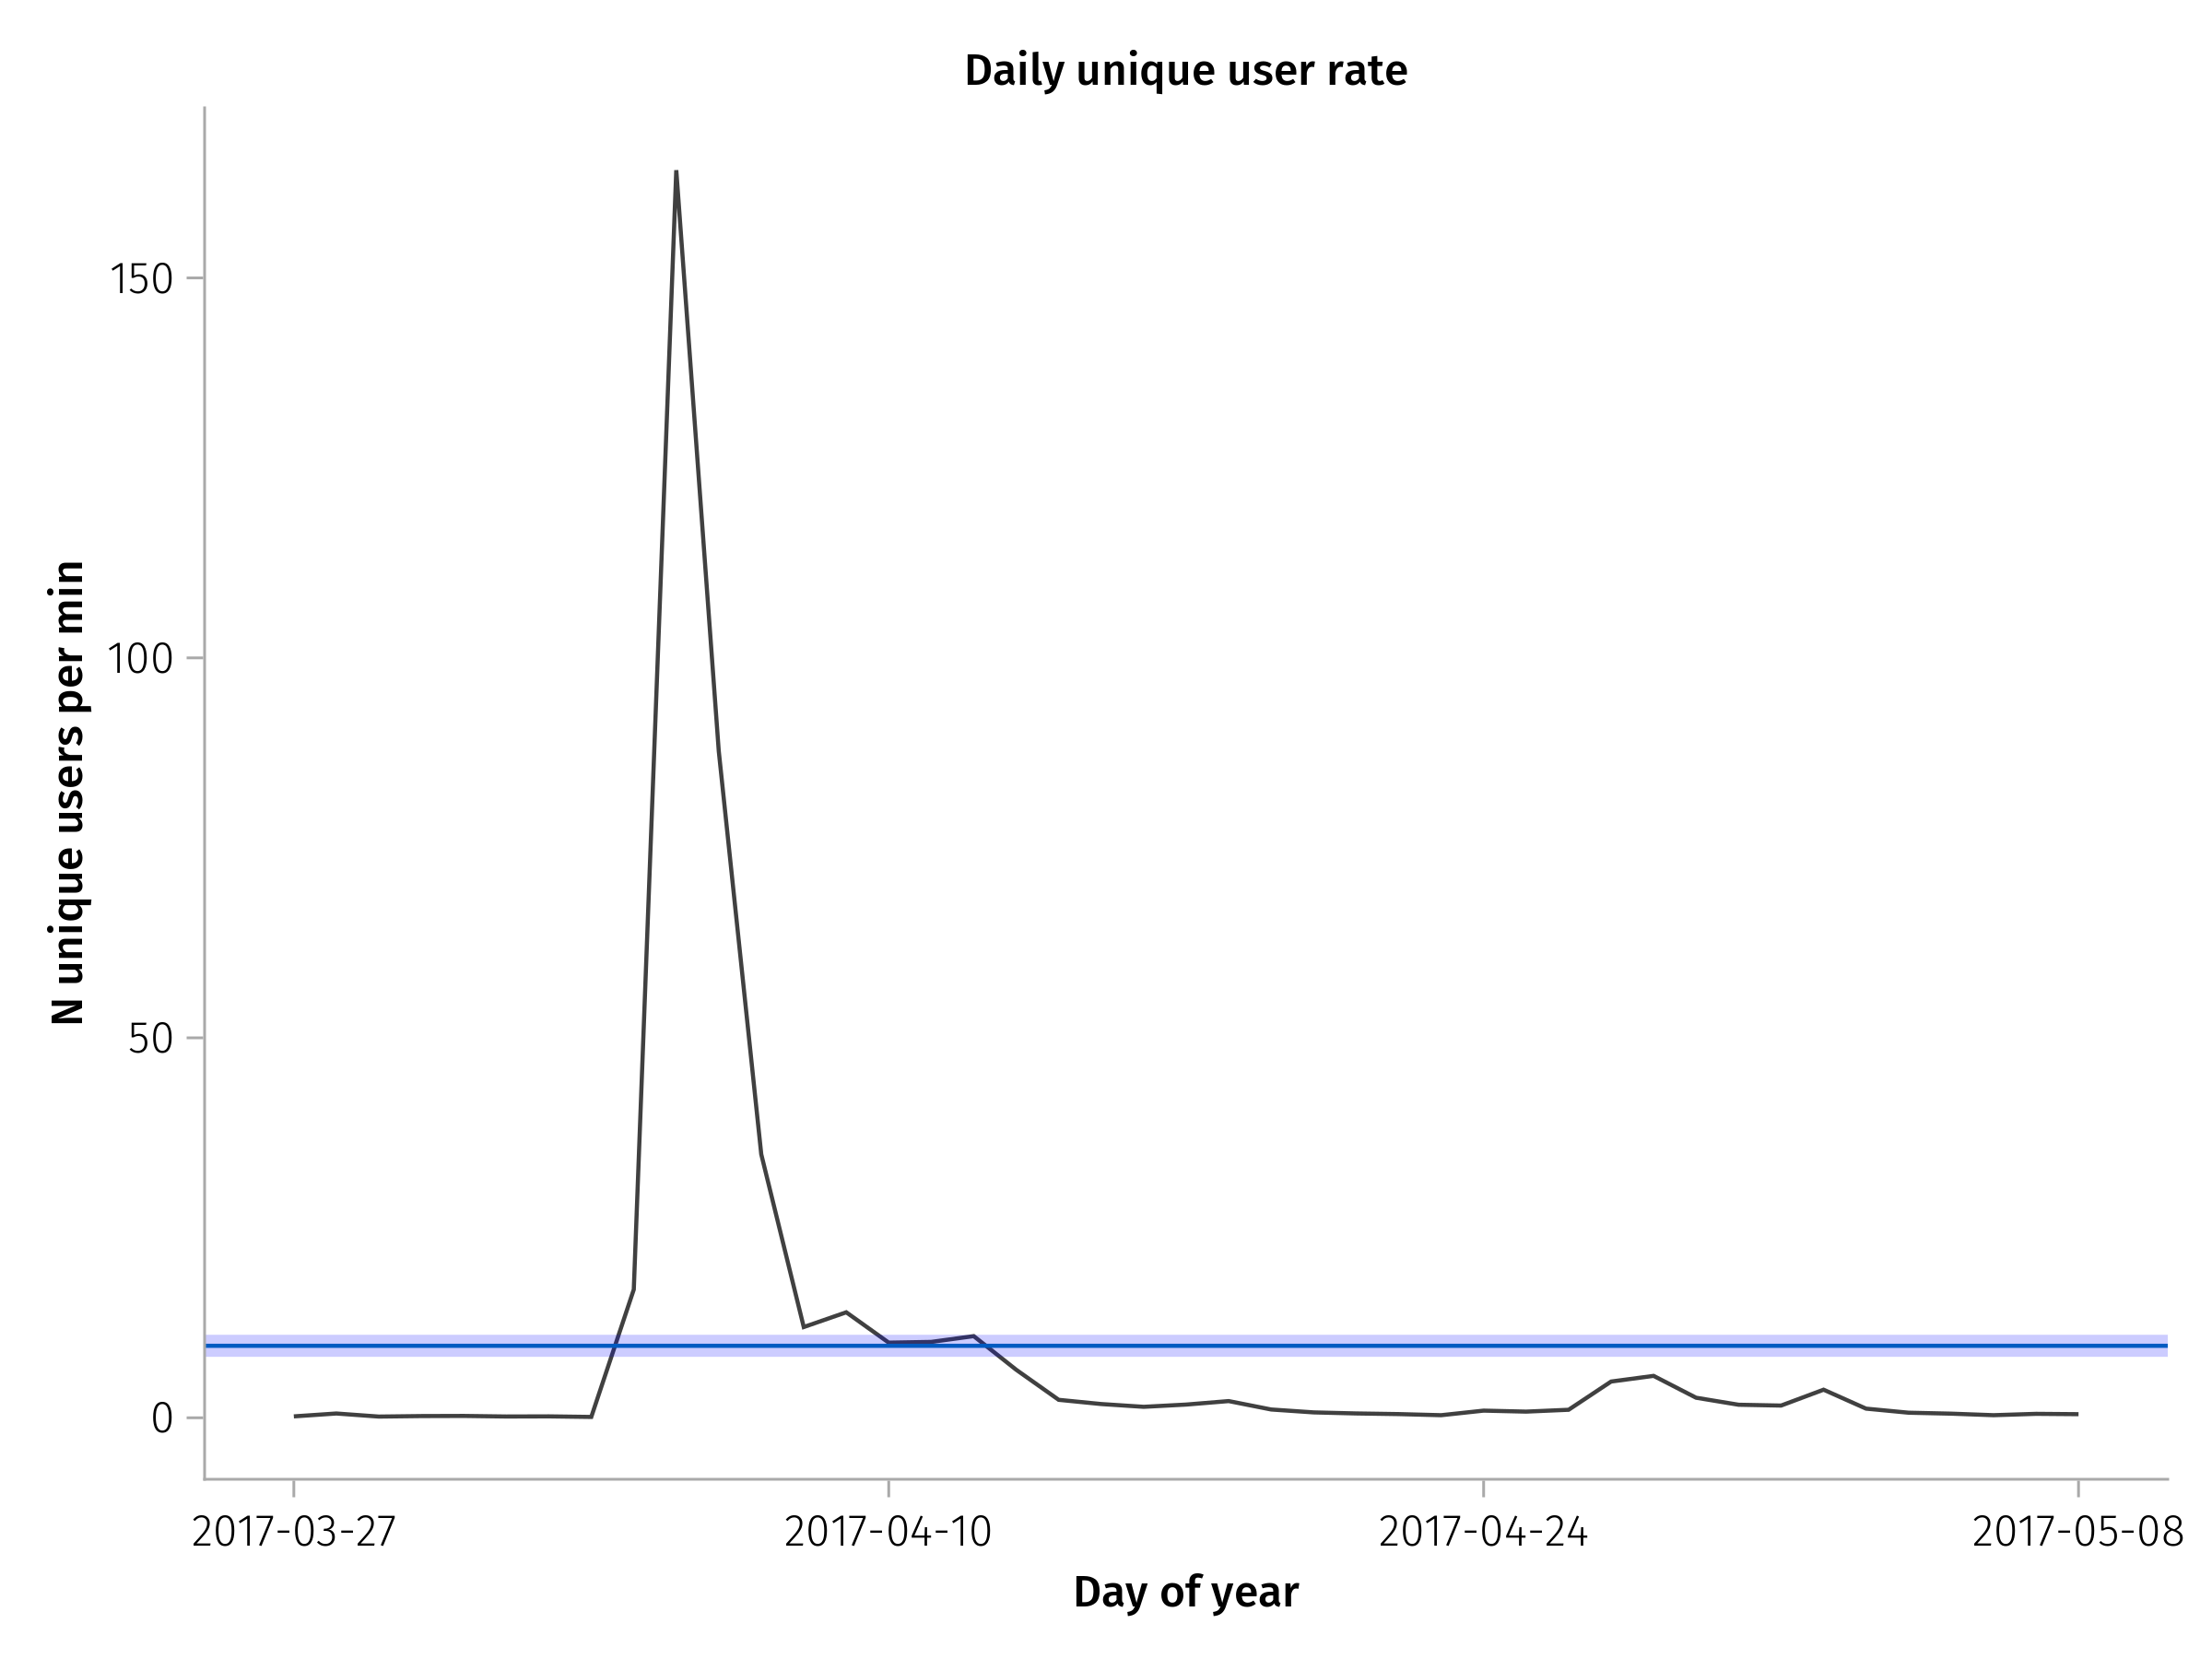 Daily unique user rate
N unique users per min
150
100
50
0
2017-03-27
2017-04-10
2017-04-24
2017-05-08
Day of year